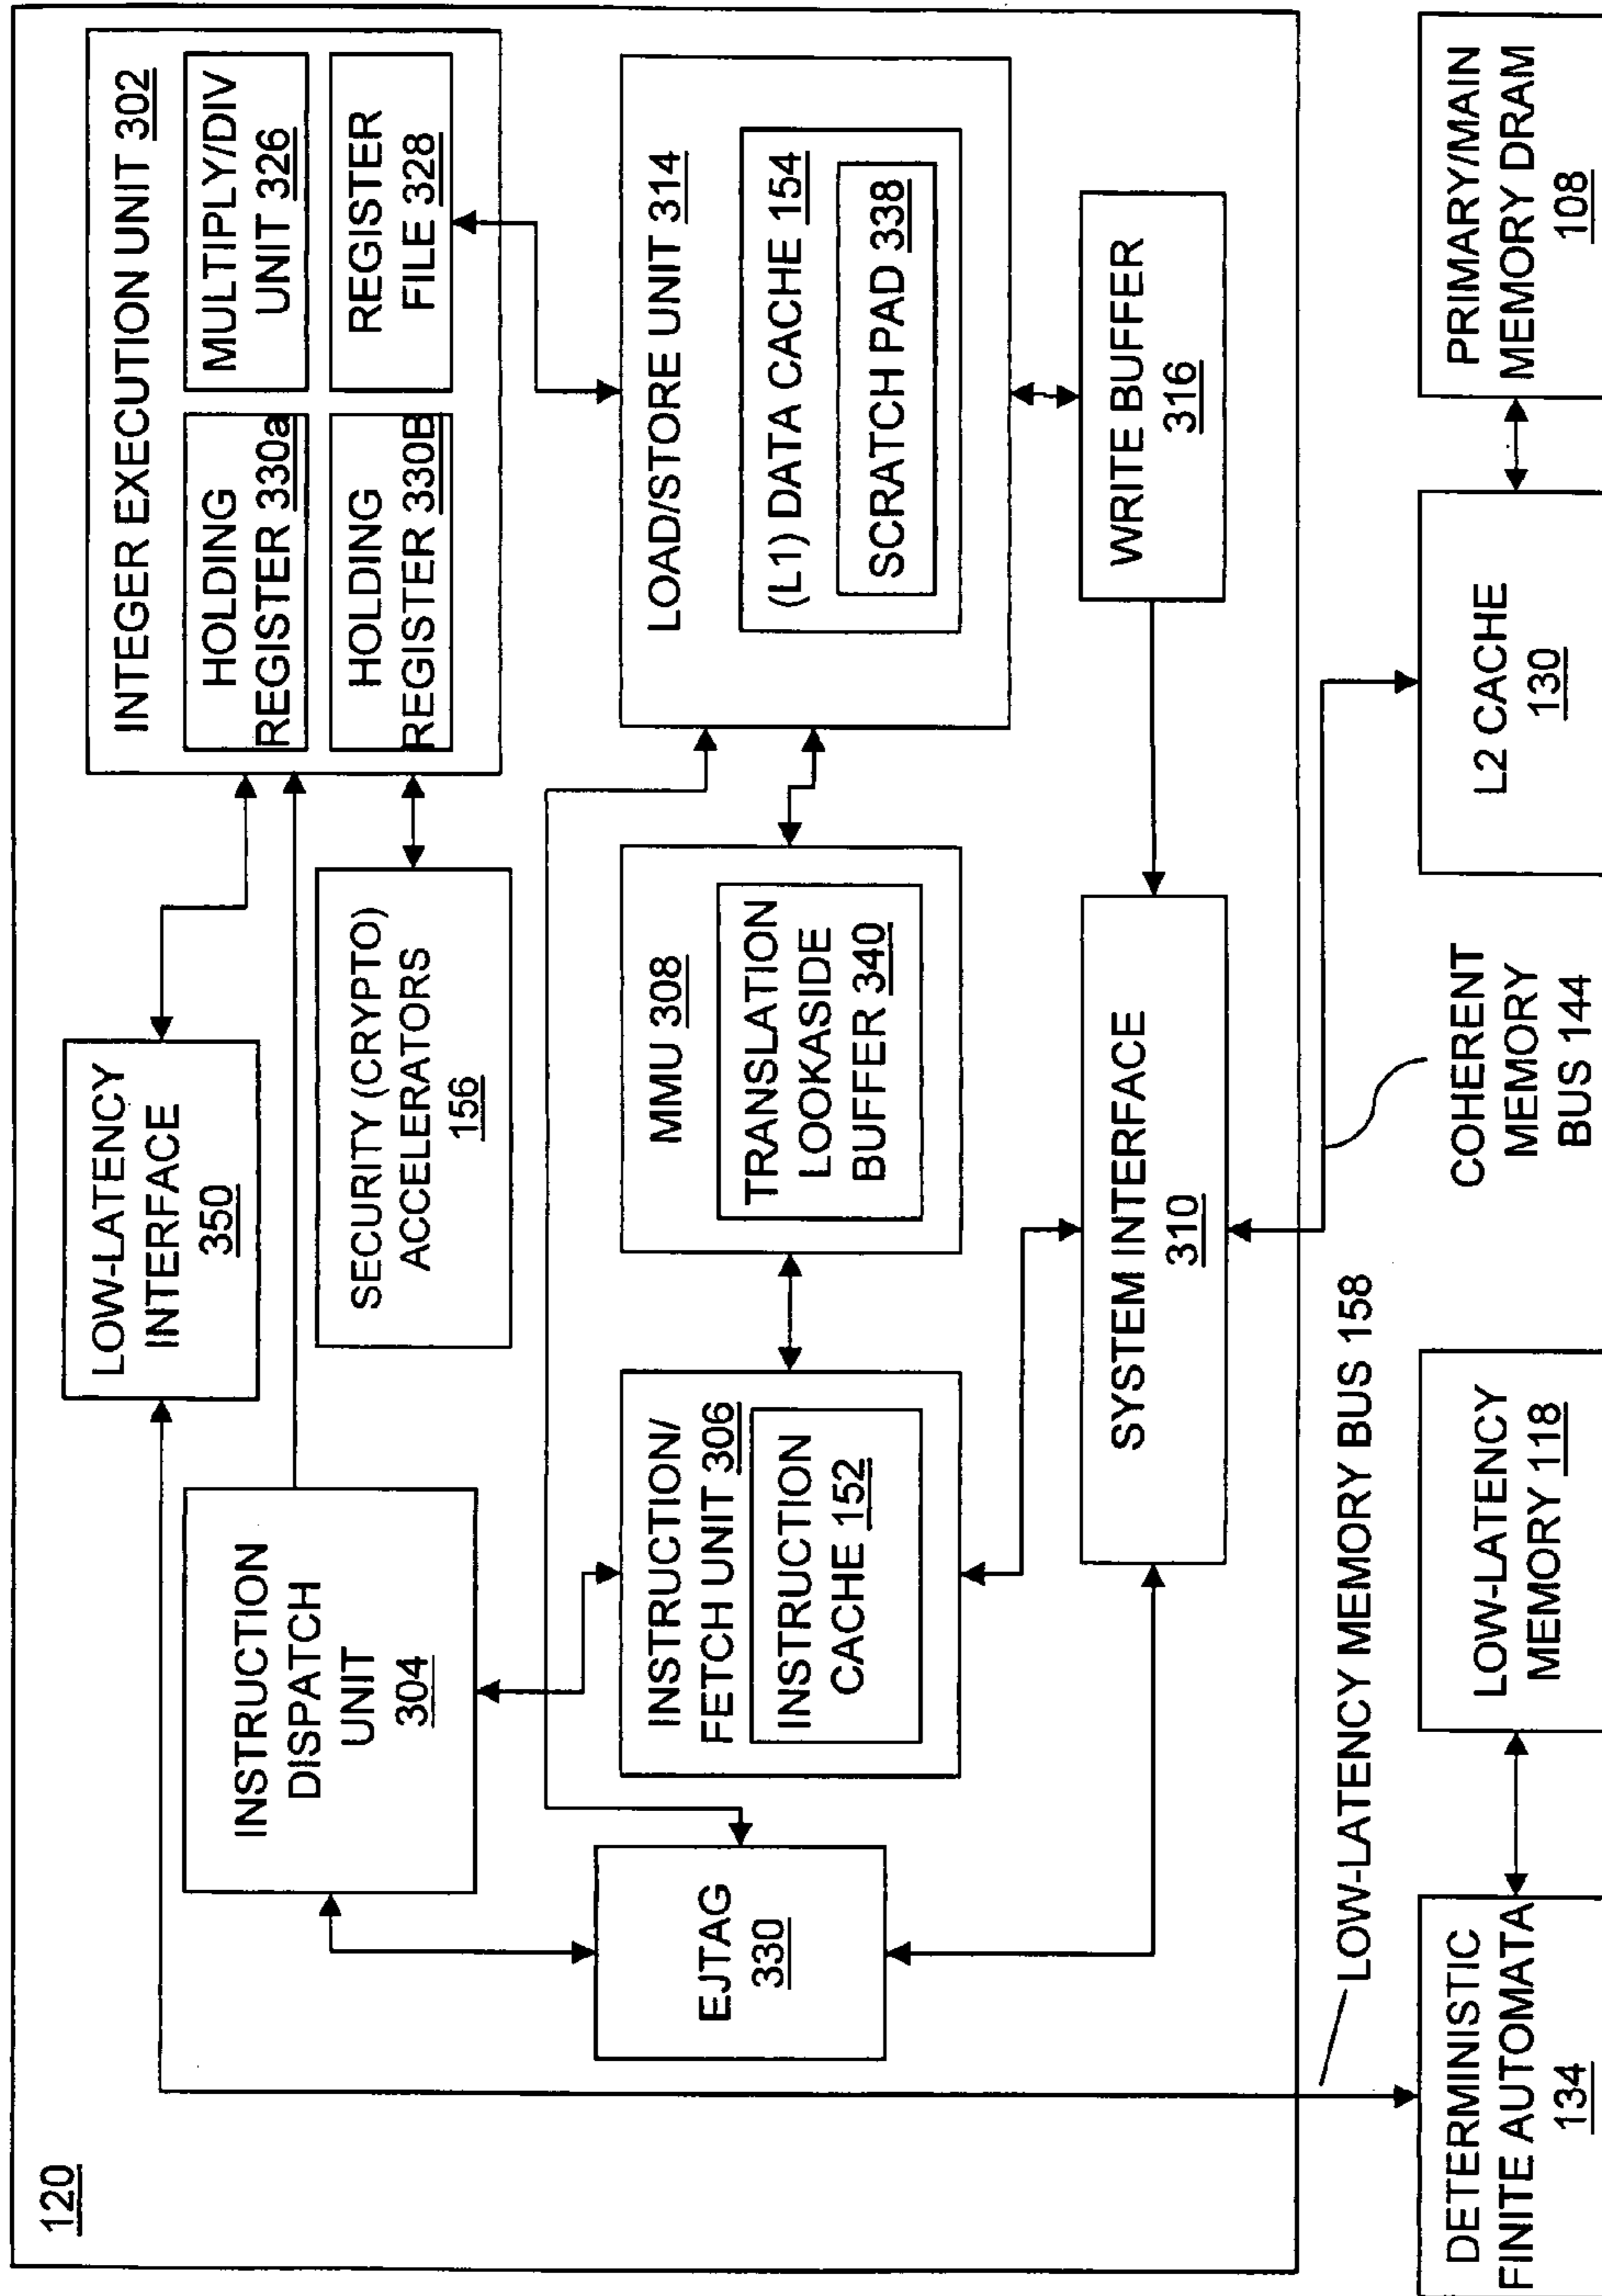 120
LOW-LATENCY
INTERFACE
350
INTEGER EXECUTION UNIT 302
HOLDING
REGISTER 330a
MULTIPLY/DIV
UNIT 326
HOLDING
REGISTER 330B
REGISTER
FILE 328
INSTRUCTION
DISPATCH
UNIT
304
SECURITY (CRYPTO)
ACCELERATORS
156
EJTAG
330
INSTRUCTION/
FETCH UNIT 306
INSTRUCTION
CACHE 152
MMU 308
TRANSLATION
LOOKASIDE
BUFFER 340
LOAD/STORE UNIT 314
(L1) DATA CACHE 154
SCRATCH PAD 338
SYSTEM INTERFACE
310
WRITE BUFFER
316
LOW-LATENCY MEMORY BUS 158
DETERMINISTIC
FINITE AUTOMATA
134
LOW-LATENCY
MEMORY 118
COHERENT
MEMORY
BUS 144
L2 CACHE
130
PRIMARY/MAIN
MEMORY DRAM
108